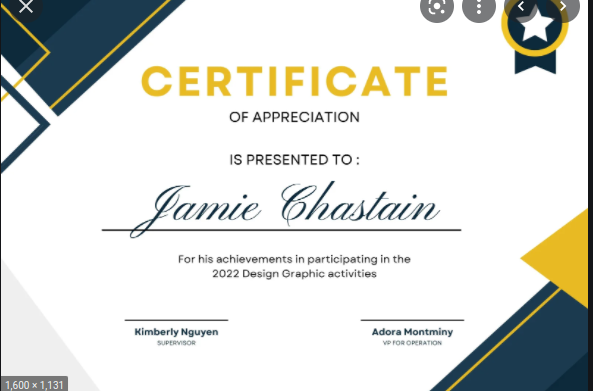 CERTIFICATE
OF APPRECIATION
IS PRESENTED TO :
Jamie Chastain
For his achievements in participating in the
2022 Design Graphic activities
Kimberly Nguyen
SUPERVISOR
Adora Montminy
VP FOR OPERATION
1,600 × 1,131